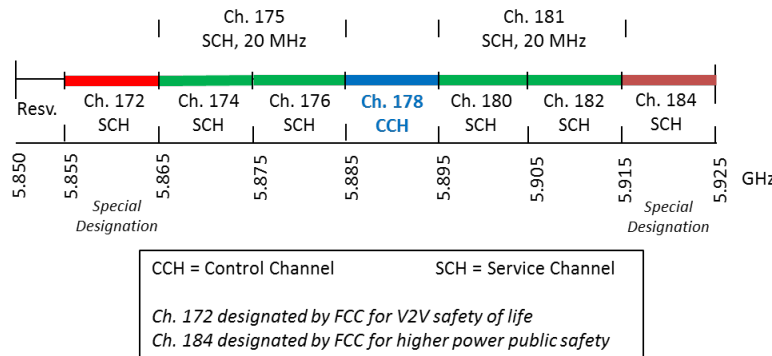 Ch. 175
SCH, 20 MHz
Ch. 181
SCH, 20 MHz
Resv.
Ch. 172
SCH
Ch. 174
SCH
Ch. 176
SCH
Ch. 178
CCH
Ch. 180
SCH
Ch. 182
SCH
Ch. 184
SCH
5.850
5.855
5.865
5.875
5.885
5.895
5.905
5.915
5.925
GHz
Special
Designation
Special
Designation
CCH = Control Channel
SCH = Service Channel
Ch. 172 designated by FCC for V2V safety of life
Ch. 184 designated by FCC for higher power public safety